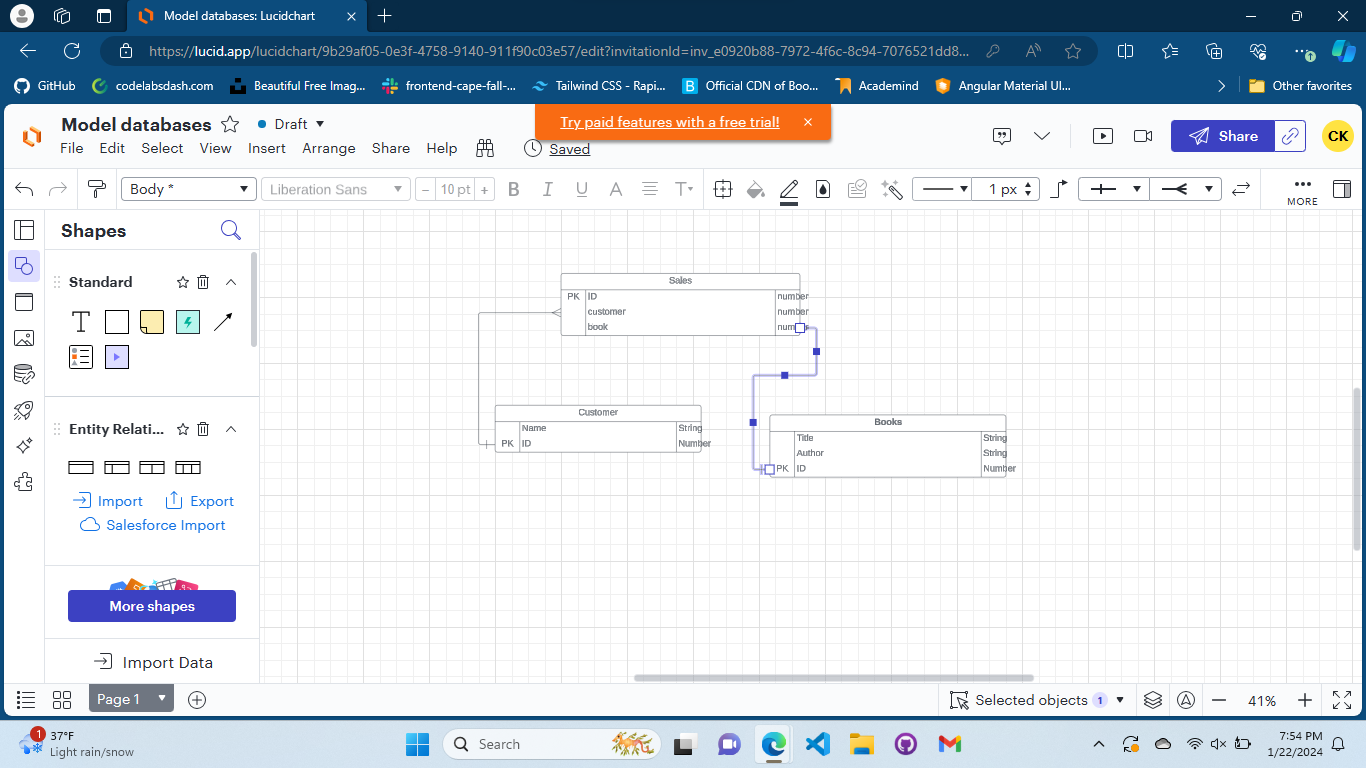 Model databases: Lucidchart
https://lucid.app/lucidchart/9b29af05-0e3f-4758-9140-911f90c03e57/edit?invitationId=inv_e0920b88-7972-4f6c-8c94-7076521dd8...
GitHub
codelabsdash.com
Beautiful Free Imag...
frontend-cape-fall-...
Tailwind CSS - Rapi...
Official CDN of Boo...
Academind
Angular Material UI...
Other favorites
Model databases
Draft
Try paid features with a free trial!
File Edit Select View Insert Arrange Share Help
Saved
Share
CK
Body *
Liberation Sans
− 10 pt +
B I U A T
1 px
MORE
Shapes
Standard
T
Entity Relati...
Import
Export
Salesforce Import
More shapes
Import Data
Sales
PK ID number
customer number
book
Customer
Name String
PK ID Number
Books
Title String
Author String
PK ID Number
Page 1
Selected objects 1
41%
1
37°F
Light rain/snow
Search
7:54 PM
1/22/2024